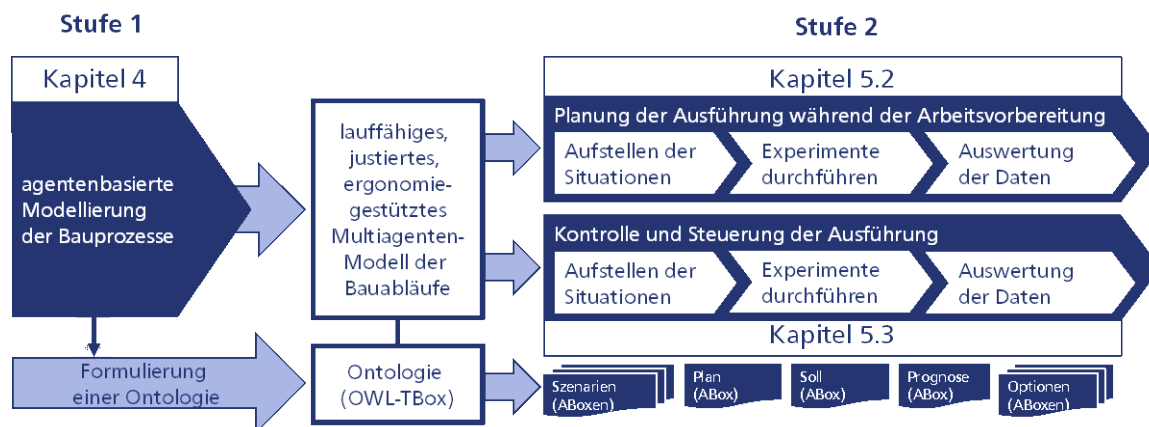 Stufe 1
Stufe 2
Kapitel 4
agentenbasierte
Modellierung
der Bauprozesse
Formulierung
einer Ontologie
lauffähiges,
justiertes,
ergonomie-
gestütztes
Multiagenten-
Modell der
Bauabläufe
Ontologie
(OWL-TBox)
Kapitel 5.2
Planung der Ausführung während der Arbeitsvorbereitung
Aufstellen der
Situationen
Experimente
durchführen
Auswertung
der Daten
Kontrolle und Steuerung der Ausführung
Aufstellen der
Situationen
Experimente
durchführen
Auswertung
der Daten
Kapitel 5.3
Szenarien
(ABoxen)
Plan
(ABox)
Soll
(ABox)
Prognose
(ABox)
Optionen
(ABoxen)